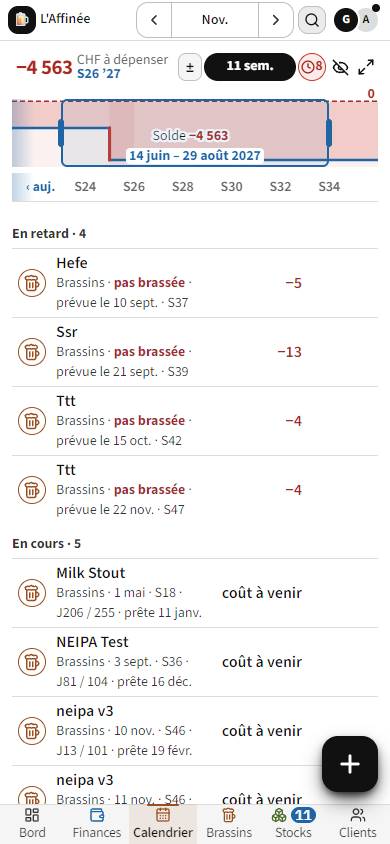 L'Affinée
Nov.
G
A
−4 563
CHF à dépenser
S26 ’27
±
11 sem.
8
0
Solde −4 563
14 juin – 29 août 2027
‹ auj.
S24
S26
S28
S30
S32
S34
En retard · 4
Hefe
Brassins · pas brassée ·
prévue le 10 sept. · S37
−5
Ssr
Brassins · pas brassée ·
prévue le 21 sept. · S39
−13
Ttt
Brassins · pas brassée ·
prévue le 15 oct. · S42
−4
Ttt
Brassins · pas brassée ·
prévue le 22 nov. · S47
−4
En cours · 5
Milk Stout
Brassins · 1 mai · S18 ·
J206 / 255 · prête 11 janv.
coût à venir
NEIPA Test
Brassins · 3 sept. · S36 ·
J81 / 104 · prête 16 déc.
coût à venir
neipa v3
Brassins · 10 nov. · S46 ·
J13 / 101 · prête 19 févr.
coût à venir
neipa v3
Brassins · 11 nov. · S46 ·
coût à venir
+
Bord
Finances
Calendrier
Brassins
Stocks
11
Clients